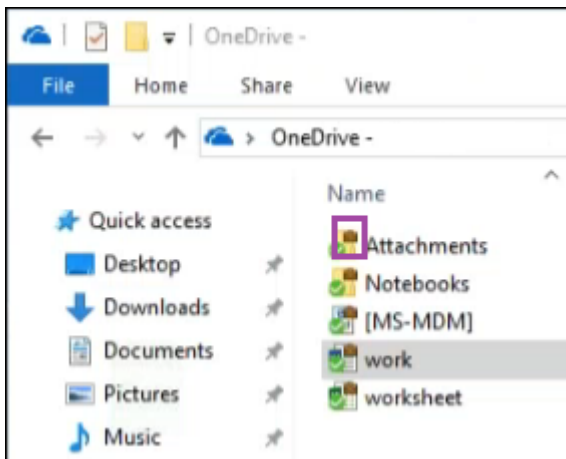 OneDrive -
File Home Share View
OneDrive -
Name
Quick access
Desktop
Downloads
Documents
Pictures
Music
Attachments
Notebooks
[MS-MDM]
work
worksheet